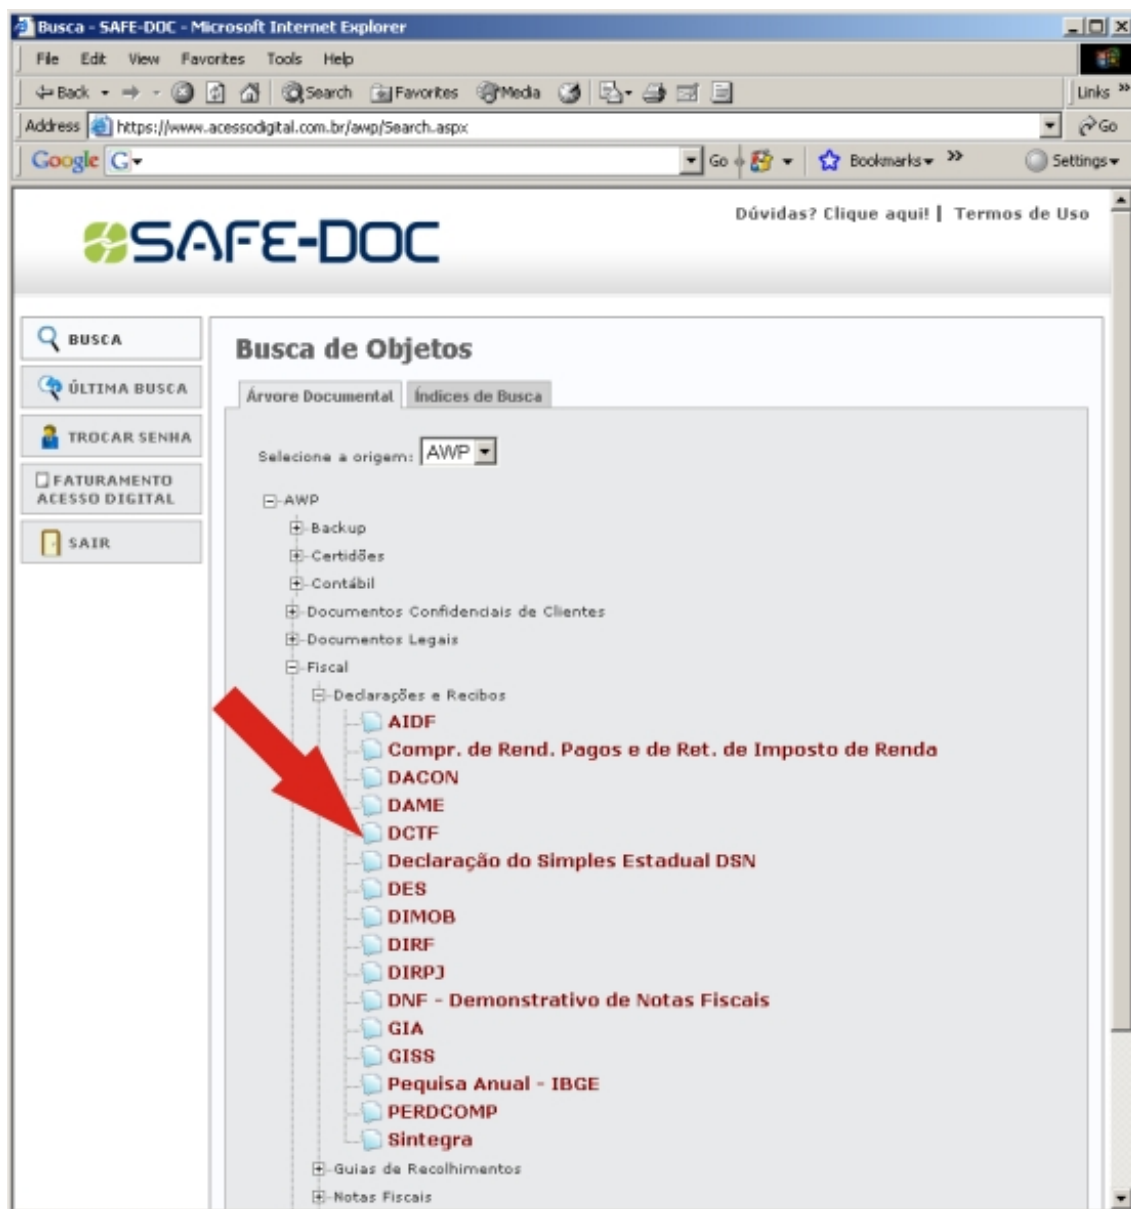 Busca - SAFE-DOC - Microsoft Internet Explorer
File Edit View Favorites Tools Help
Back Search Favorites Media
Links »
Address https://www.acessodigital.com.br/awp/Search.aspx Go
Google G Go Bookmarks » Settings
SAFE-DOC
Dúvidas? Clique aqui! | Termos de Uso
BUSCA
ÚLTIMA BUSCA
TROCAR SENHA
FATURAMENTO
ACESSO DIGITAL
SAIR
Busca de Objetos
Árvore Documental Índices de Busca
Selecione a origem: AWP
AWP
Backup
Certidões
Contábil
Documentos Confidenciais de Clientes
Documentos Legais
Fiscal
Declarações e Recibos
AIDF
Compr. de Rend. Pagos e de Ret. de Imposto de Renda
DACON
DAME
DCTF
Declaração do Simples Estadual DSN
DES
DIMOB
DIRF
DIRPJ
DNF - Demonstrativo de Notas Fiscais
GIA
GISS
Pequisa Anual - IBGE
PERDCOMP
Sintegra
Guias de Recolhimentos
Notas Fiscais